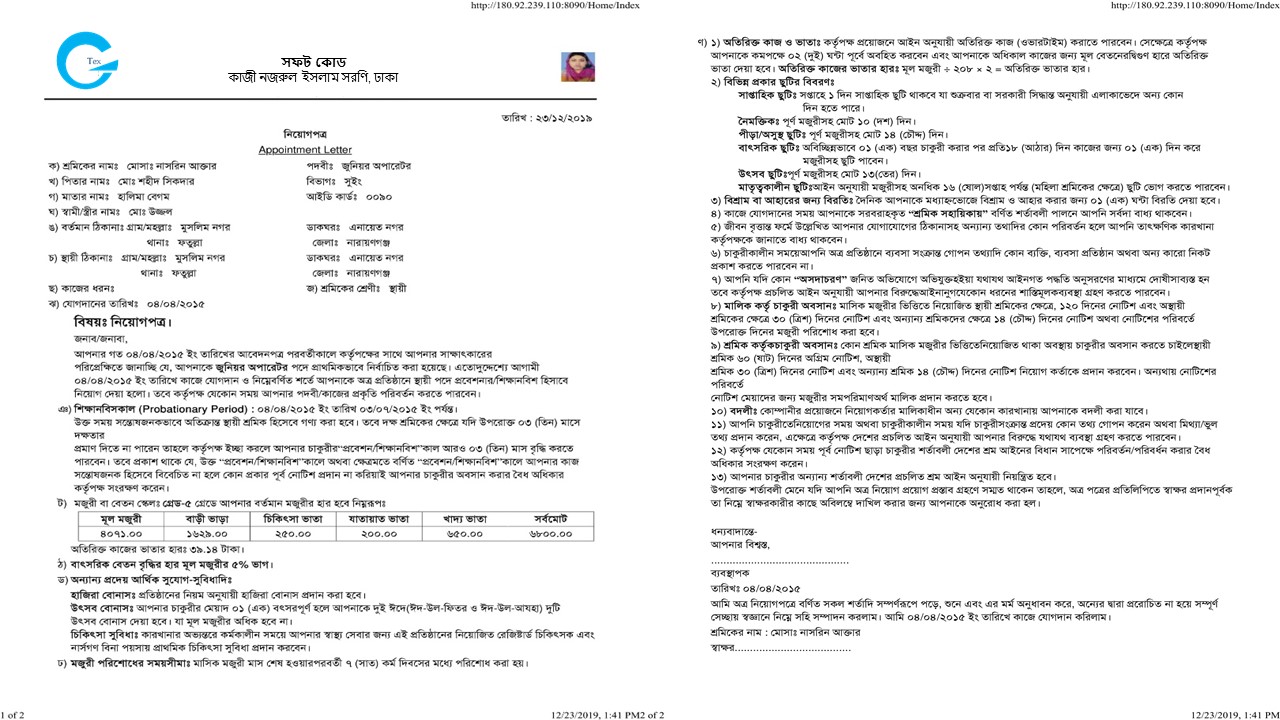 http://180.92.239.110:8090/Home/Index
Tex
সফট কোড
কাজী নজরুল ইসলাম সরণি, ঢাকা
তারিখ : ২৩/১২/২০১৯
নিয়োগপত্র
Appointment Letter
ক) শ্রমিকের নামঃ মোসাঃ নাসরিন আক্তার পদবীঃ জুনিয়র অপারেটর
খ) পিতার নামঃ মোঃ শহীদ সিকদার বিভাগঃ সুইং
গ) মাতার নামঃ হালিমা বেগম আইডি কার্ডঃ ০০৯০
ঘ) স্বামী/স্ত্রীর নামঃ মোঃ উজ্জল
ঙ) বর্তমান ঠিকানাঃ গ্রাম/মহল্লাঃ মুসলিম নগর ডাকঘরঃ এনায়েত নগর
থানাঃ ফতুল্লা জেলাঃ নারায়ণগঞ্জ
চ) স্থায়ী ঠিকানাঃ গ্রাম/মহল্লাঃ মুসলিম নগর ডাকঘরঃ এনায়েত নগর
থানাঃ ফতুল্লা জেলাঃ নারায়ণগঞ্জ
ছ) কাজের ধরনঃ জ) শ্রমিকের শ্রেণীঃ স্থায়ী
ঝ) যোগদানের তারিখঃ ০৪/০৪/২০১৫
বিষয়ঃ নিয়োগপত্র।
জনাব/জনাবা,
আপনার গত ০৪/০৪/২০১৫ ইং তারিখের আবেদনপত্র পরবর্তীকালে কর্তৃপক্ষের সাথে আপনার সাক্ষাৎকারের
পরিপ্রেক্ষিতে জানাচ্ছি যে, আপনাকে জুনিয়র অপারেটর পদে প্রাথমিকভাবে নির্বাচিত করা হয়েছে। এতোদুদ্দেশ্যে আগামী
০৪/০৪/২০১৫ ইং তারিখে কাজে যোগদান ও নিম্নেবর্ণিত শর্তে আপনাকে অত্র প্রতিষ্ঠানে স্থায়ী পদে প্রবেশনার/শিক্ষানবিশ হিসাবে
নিয়োগ দেয়া হলো। তবে কর্তৃপক্ষ যেকোন সময় আপনার পদবী/কাজের প্রকৃতি পরিবর্তন করতে পারবেন।
ঞ) শিক্ষানবিসকাল (Probationary Period) : ০৪/০৪/২০১৫ ইং তারিখ ০৩/০৭/২০১৫ ইং পর্যন্ত।
উক্ত সময় সন্তোষজনকভাবে অতিক্রান্ত স্থায়ী শ্রমিক হিসেবে গণ্য করা হবে। তবে দক্ষ শ্রমিকের ক্ষেত্রে যদি উপরোক্ত ০৩ (তিন) মাসে
দক্ষতার
প্রমাণ দিতে না পারেন তাহলে কর্তৃপক্ষ ইচ্ছা করলে আপনার চাকুরীর“প্রবেশন/শিক্ষানবিশ”কাল আরও ০৩ (তিন) মাস বৃদ্ধি করতে
পারবেন। তবে প্রকাশ থাকে যে, উক্ত “প্রবেশন/শিক্ষানবিশ”কালে অথবা ক্ষেত্রমতে বর্ণিত “প্রবেশন/শিক্ষানবিশ”কালে আপনার কাজ
সন্তোষজনক হিসেবে বিবেচিত না হলে কোন প্রকার পূর্ব নোটিশ প্রদান না করিয়াই আপনার চাকুরীর অবসান করার বৈধ অধিকার
কর্তৃপক্ষ সংরক্ষণ করেন।
ট) মজুরী বা বেতন স্কেলঃ গ্রেড-৫ গ্রেডে আপনার বর্তমান মজুরীর হার হবে নিম্নরূপঃ
মূল মজুরী বাড়ী ভাড়া চিকিৎসা ভাতা যাতায়াত ভাতা খাদ্য ভাতা সর্বমোট
৪০৭১.০০ ১৬২৯.০০ ২৫০.০০ ২০০.০০ ৬৫০.০০ ৬৮০০.০০
অতিরিক্ত কাজের ভাতার হারঃ ৩৯.১৪ টাকা।
ঠ) বাৎসরিক বেতন বৃদ্ধির হার মূল মজুরীর ৫% ভাগ।
ড) অন্যান্য প্রদেয় আর্থিক সুযোগ-সুবিধাদিঃ
হাজিরা বোনাসঃ প্রতিষ্ঠানের নিয়ম অনুযায়ী হাজিরা বোনাস প্রদান করা হবে।
উৎসব বোনাসঃ আপনার চাকুরীর মেয়াদ ০১ (এক) বৎসরপূর্ণ হলে আপনাকে দুই ঈদে(ঈদ-উল-ফিতর ও ঈদ-উল-আযহা) দুটি
উৎসব বোনাস দেয়া হবে। যা মূল মজুরীর অধিক হবে না।
চিকিৎসা সুবিধাঃ কারখানার অভ্যন্তরে কর্মকালীন সময়ে আপনার স্বাস্থ্য সেবার জন্য এই প্রতিষ্ঠানের নিয়োজিত রেজিষ্টার্ড চিকিৎসক এবং
নার্সগণ বিনা পয়সায় প্রাথমিক চিকিৎসা সুবিধা প্রদান করবেন।
ঢ) মজুরী পরিশোধের সময়সীমাঃ মাসিক মজুরী মাস শেষ হওয়ারপরবর্তী ৭ (সাত) কর্ম দিবসের মধ্যে পরিশোধ করা হয়।
1 of 2 12/23/2019, 1:41 PM
http://180.92.239.110:8090/Home/Index
ণ) ১) অতিরিক্ত কাজ ও ভাতাঃ কর্তৃপক্ষ প্রয়োজনে আইন অনুযায়ী অতিরিক্ত কাজ (ওভারটাইম) করাতে পারবেন। সেক্ষেত্রে কর্তৃপক্ষ
আপনাকে কমপক্ষে ০২ (দুই) ঘন্টা পূর্বে অবহিত করবেন এবং আপনাকে অধিকাল কাজের জন্য মূল বেতনেরদ্বিগুণ হারে অতিরিক্ত
ভাতা দেয়া হবে। অতিরিক্ত কাজের ভাতার হারঃ মূল মজুরী ÷ ২০৮ × ২ = অতিরিক্ত ভাতার হার।
২) বিভিন্ন প্রকার ছুটির বিবরণঃ
সাপ্তাহিক ছুটিঃ সপ্তাহে ১ দিন সাপ্তাহিক ছুটি থাকবে যা শুক্রবার বা সরকারী সিদ্ধান্ত অনুযায়ী এলাকাভেদে অন্য কোন
দিন হতে পারে।
নৈমক্তিকঃ পূর্ণ মজুরীসহ মোট ১০ (দশ) দিন।
পীড়া/অসুস্থ ছুটিঃ পূর্ণ মজুরীসহ মোট ১৪ (চৌদ্দ) দিন।
বাৎসরিক ছুটিঃ অবিচ্ছিন্নভাবে ০১ (এক) বছর চাকুরী করার পর প্রতি১৮ (আঠার) দিন কাজের জন্য ০১ (এক) দিন করে
মজুরীসহ ছুটি পাবেন।
উৎসব ছুটিঃপূর্ণ মজুরীসহ মোট ১৩(তের) দিন।
মাতৃত্বকালীন ছুটিঃআইন অনুযায়ী মজুরীসহ অনধিক ১৬ (ষোল)সপ্তাহ পর্যন্ত (মহিলা শ্রমিকের ক্ষেত্রে) ছুটি ভোগ করতে পারবেন।
৩) বিশ্রাম বা আহারের জন্য বিরতিঃ দৈনিক আপনাকে মধ্যাহ্নভোজে বিশ্রাম ও আহার করার জন্য ০১ (এক) ঘন্টা বিরতি দেয়া হবে।
৪) কাজে যোগদানের সময় আপনাকে সরবরাহকৃত “শ্রমিক সহায়িকায়” বর্ণিত শর্তাবলী পালনে আপনি সর্বদা বাধ্য থাকবেন।
৫) জীবন বৃত্তান্ত ফর্মে উল্লেখিত আপনার যোগাযোগের ঠিকানাসহ অন্যান্য তথ্যাদির কোন পরিবর্তন হলে আপনি তাৎক্ষণিক কারখানা
কর্তৃপক্ষকে জানাতে বাধ্য থাকবেন।
৬) চাকুরীকালীন সময়েআপনি অত্র প্রতিষ্ঠানে ব্যবসা সংক্রান্ত গোপন তথ্যাদি কোন ব্যক্তি, ব্যবসা প্রতিষ্ঠান অথবা অন্য কারো নিকট
প্রকাশ করতে পারবেন না।
৭) আপনি যদি কোন “অসদাচরণ” জনিত অভিযোগে অভিযুক্তহইয়া যথাযথ আইনগত পদ্ধতি অনুসরণের মাধ্যমে দোষীসাব্যস্ত হন
তবে কর্তৃপক্ষ প্রচলিত আইন অনুযায়ী আপনার বিরুদ্ধেআইনানুগযেকোন ধরনের শাস্তিমূলকব্যবস্থা গ্রহণ করতে পারবেন।
৮) মালিক কর্তৃ চাকুরী অবসানঃ মাসিক মজুরীর ভিত্তিতে নিয়োজিত স্থায়ী শ্রমিকের ক্ষেত্রে, ১২০ দিনের নোটিশ এবং অস্থায়ী
শ্রমিকের ক্ষেত্রে ৩০ (ত্রিশ) দিনের নোটিশ এবং অন্যান্য শ্রমিকদের ক্ষেত্রে ১৪ (চৌদ্দ) দিনের নোটিশ অথবা নোটিশের পরিবর্তে
উপরোক্ত দিনের মজুরী পরিশোধ করা হবে।
৯) শ্রমিক কর্তৃকচাকুরী অবসানঃ কোন শ্রমিক মাসিক মজুরীর ভিত্তিতেনিয়োজিত থাকা অবস্থায় চাকুরীর অবসান করতে চাইলেস্থায়ী
শ্রমিক ৬০ (ষাট) দিনের অগ্রিম নোটিশ, অস্থায়ী
শ্রমিক ৩০ (ত্রিশ) দিনের নোটিশ এবং অন্যান্য শ্রমিক ১৪ (চৌদ্দ) দিনের নোটিশ নিয়োগ কর্তাকে প্রদান করবেন। অন্যথায় নোটিশের
পরিবর্তে
নোটিশ মেয়াদের জন্য মজুরীর সমপরিমাণঅর্থ মালিক প্রদান করতে হবে।
১০) বদলীঃ কোম্পানীর প্রয়োজনে নিয়োগকর্তার মালিকাধীন অন্য যেকোন কারখানায় আপনাকে বদলী করা যাবে।
১১) আপনি চাকুরীতেনিয়োগের সময় অথবা চাকুরীকালীন সময় যদি চাকুরীসংক্রান্ত প্রদেয় কোন তথ্য গোপন করেন অথবা মিথ্যা/ভুল
তথ্য প্রদান করেন, এক্ষেত্রে কর্তৃপক্ষ দেশের প্রচলিত আইন অনুযায়ী আপনার বিরুদ্ধে যথাযথ ব্যবস্থা গ্রহণ করতে পারবেন।
১২) কর্তৃপক্ষ যেকোন সময় পূর্ব নোটিশ ছাড়া চাকুরীর শর্তাবলী দেশের শ্রম আইনের বিধান সাপেক্ষে পরিবর্তন/পরিবর্ধন করার বৈধ
অধিকার সংরক্ষণ করেন।
১৩) আপনার চাকুরীর অন্যান্য শর্তাবলী দেশের প্রচলিত শ্রম আইন অনুযায়ী নিয়ন্ত্রিত হবে।
উপরোক্ত শর্তাবলী মেনে যদি আপনি অত্র নিয়োগ প্রয়োগ প্রস্তাব গ্রহণে সম্মত থাকেন তাহলে, অত্র পত্রের প্রতিলিপিতে স্বাক্ষর প্রদানপূর্বক
তা নিম্নে স্বাক্ষরকারীর কাছে অবিলম্বে দাখিল করার জন্য আপনাকে অনুরোধ করা হল।
ধন্যবাদান্তে-
আপনার বিশ্বস্ত,
.............................................
ব্যবস্থাপক
তারিখঃ ০৪/০৪/২০১৫
আমি অত্র নিয়োগপত্রে বর্ণিত সকল শর্তাদি সম্পর্ণরূপে পড়ে, শুনে এবং এর মর্ম অনুধাবন করে, অন্যের দ্বারা প্ররোচিত না হয়ে সম্পূর্ণ
সেচ্ছায় স্বজ্ঞানে নিম্নে সহি সম্পাদন করলাম। আমি ০৪/০৪/২০১৫ ইং তারিখে কাজে যোগদান করিলাম।
শ্রমিকের নাম : মোসাঃ নাসরিন আক্তার
স্বাক্ষর......................................
2 of 2 12/23/2019, 1:41 PM